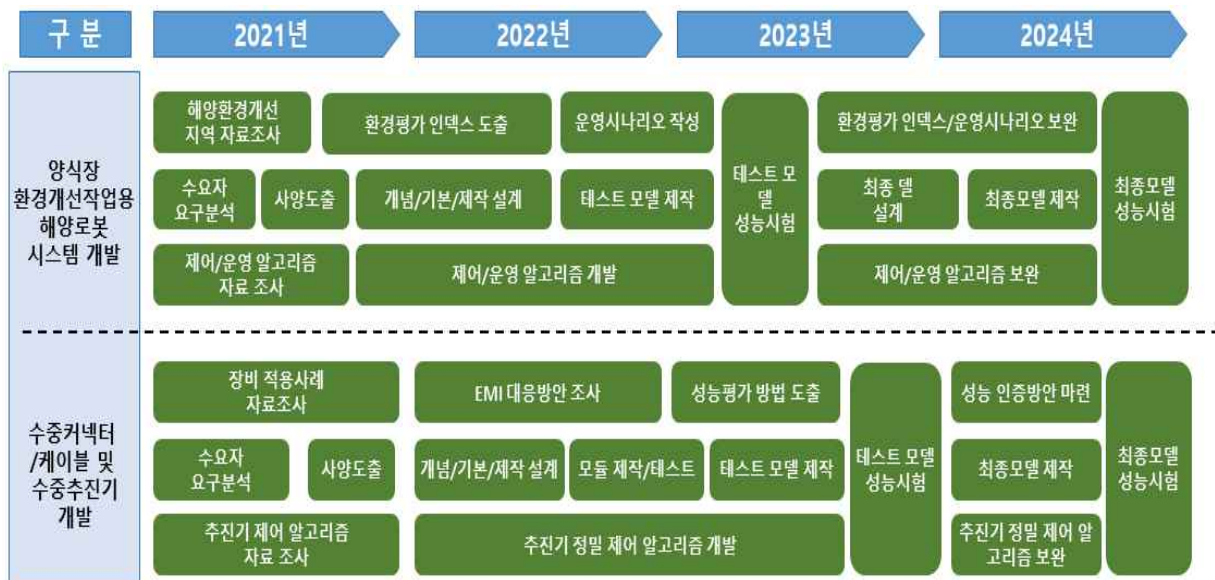 구 분
2021년
2022년
2023년
2024년
양식장
환경개선작업용
해양로봇
시스템 개발
해양환경개선
지역 자료조사
환경평가 인덱스 도출
운영시나리오 작성
테스트 모
델
성능시험
환경평가 인덱스/운영시나리오 보완
최종모델
성능시험
수요자
요구분석
사양도출
개념/기본/제작 설계
테스트 모델 제작
최종 델
설계
최종모델 제작
제어/운영 알고리즘
자료 조사
제어/운영 알고리즘 개발
제어/운영 알고리즘 보완
수중커넥터
/케이블 및
수중추진기
개발
장비 적용사례
자료조사
EMI 대응방안 조사
성능평가 방법 도출
테스트 모델
성능시험
성능 인증방안 마련
최종모델
성능시험
수요자
요구분석
사양도출
개념/기본/제작 설계
모듈 제작/테스트
테스트 모델 제작
최종모델 제작
추진기 제어 알고리즘
자료 조사
추진기 정밀 제어 알고리즘 개발
추진기 정밀 제어 알
고리즘 보완